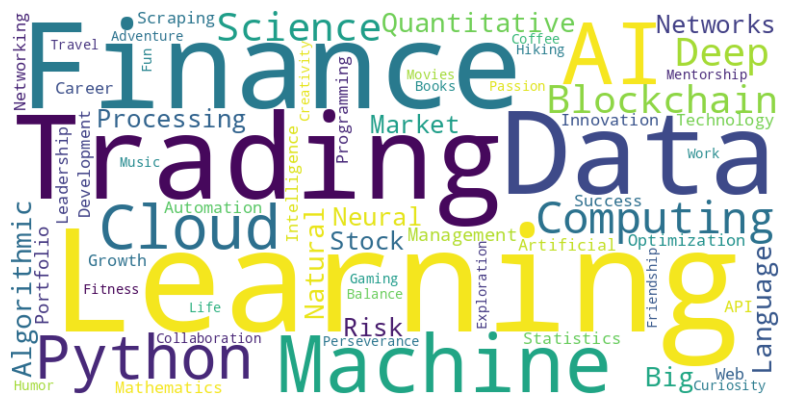 Scraping
Science
Quantitative
Networks
Travel
Adventure
Finance
Coffee
AI
Deep
Networking
Fun
Hiking
Career
Creativity
Movies
Books
Passion
Mentorship
Blockchain
Processing
Programming
Market
Innovation
Technology
Trading
Data
Leadership
Development
Music
Intelligence
Work
Success
Automation
Cloud
Neural
Computing
Algorithmic
Portfolio
Natural
Stock
Management
Artificial
Optimization
Growth
Learning
Exploration
Friendship
Language
Fitness
Gaming
Balance
Life
API
Risk
Python
Collaboration
Perseverance
Statistics
Machine
Big
Web
Humor
Mathematics
Curiosity